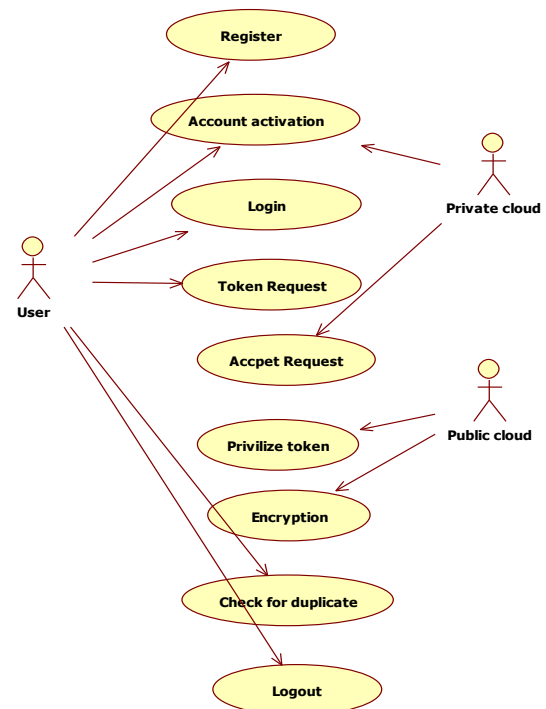 Register
Account activation
Private cloud
Login
Token Request
User
Accpet Request
Public cloud
Privilize token
Encryption
Check for duplicate
Logout